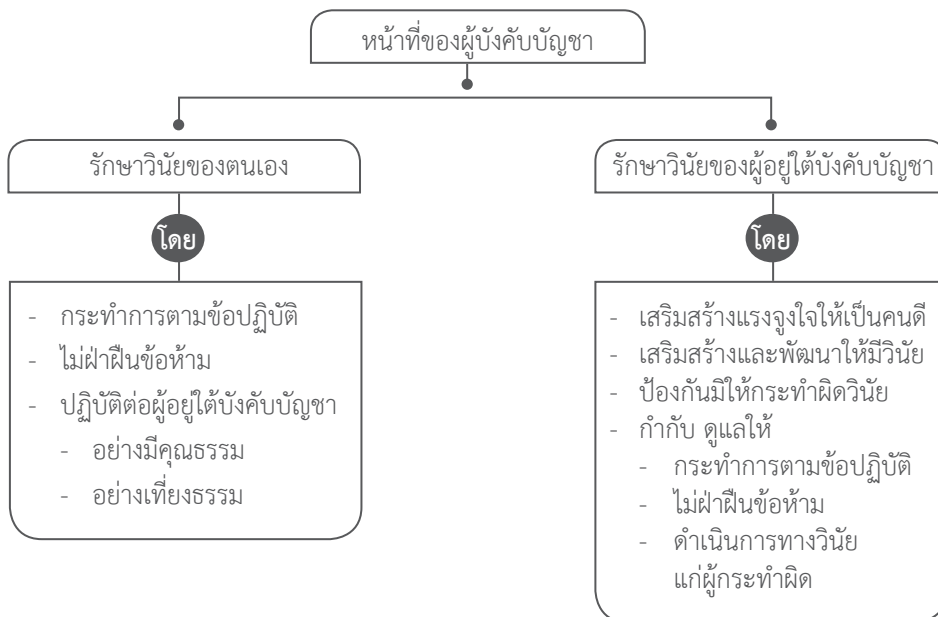 หน้าที่ของผู้บังคับบัญชา
รักษาวินัยของตนเอง
โดย
- กระทำการตามข้อปฏิบัติ
- ไม่ฝ่าฝืนข้อห้าม
- ปฏิบัติต่อผู้อยู่ใต้บังคับบัญชา
- อย่างมีคุณธรรม
- อย่างเที่ยงธรรม
รักษาวินัยของผู้อยู่ใต้บังคับบัญชา
โดย
- เสริมสร้างแรงจูงใจให้เป็นคนดี
- เสริมสร้างและพัฒนาให้มีวินัย
- ป้องกันมิให้กระทำผิดวินัย
- กำกับ ดูแลให้
- กระทำการตามข้อปฏิบัติ
- ไม่ฝ่าฝืนข้อห้าม
- ดำเนินการทางวินัย
แก่ผู้กระทำผิด